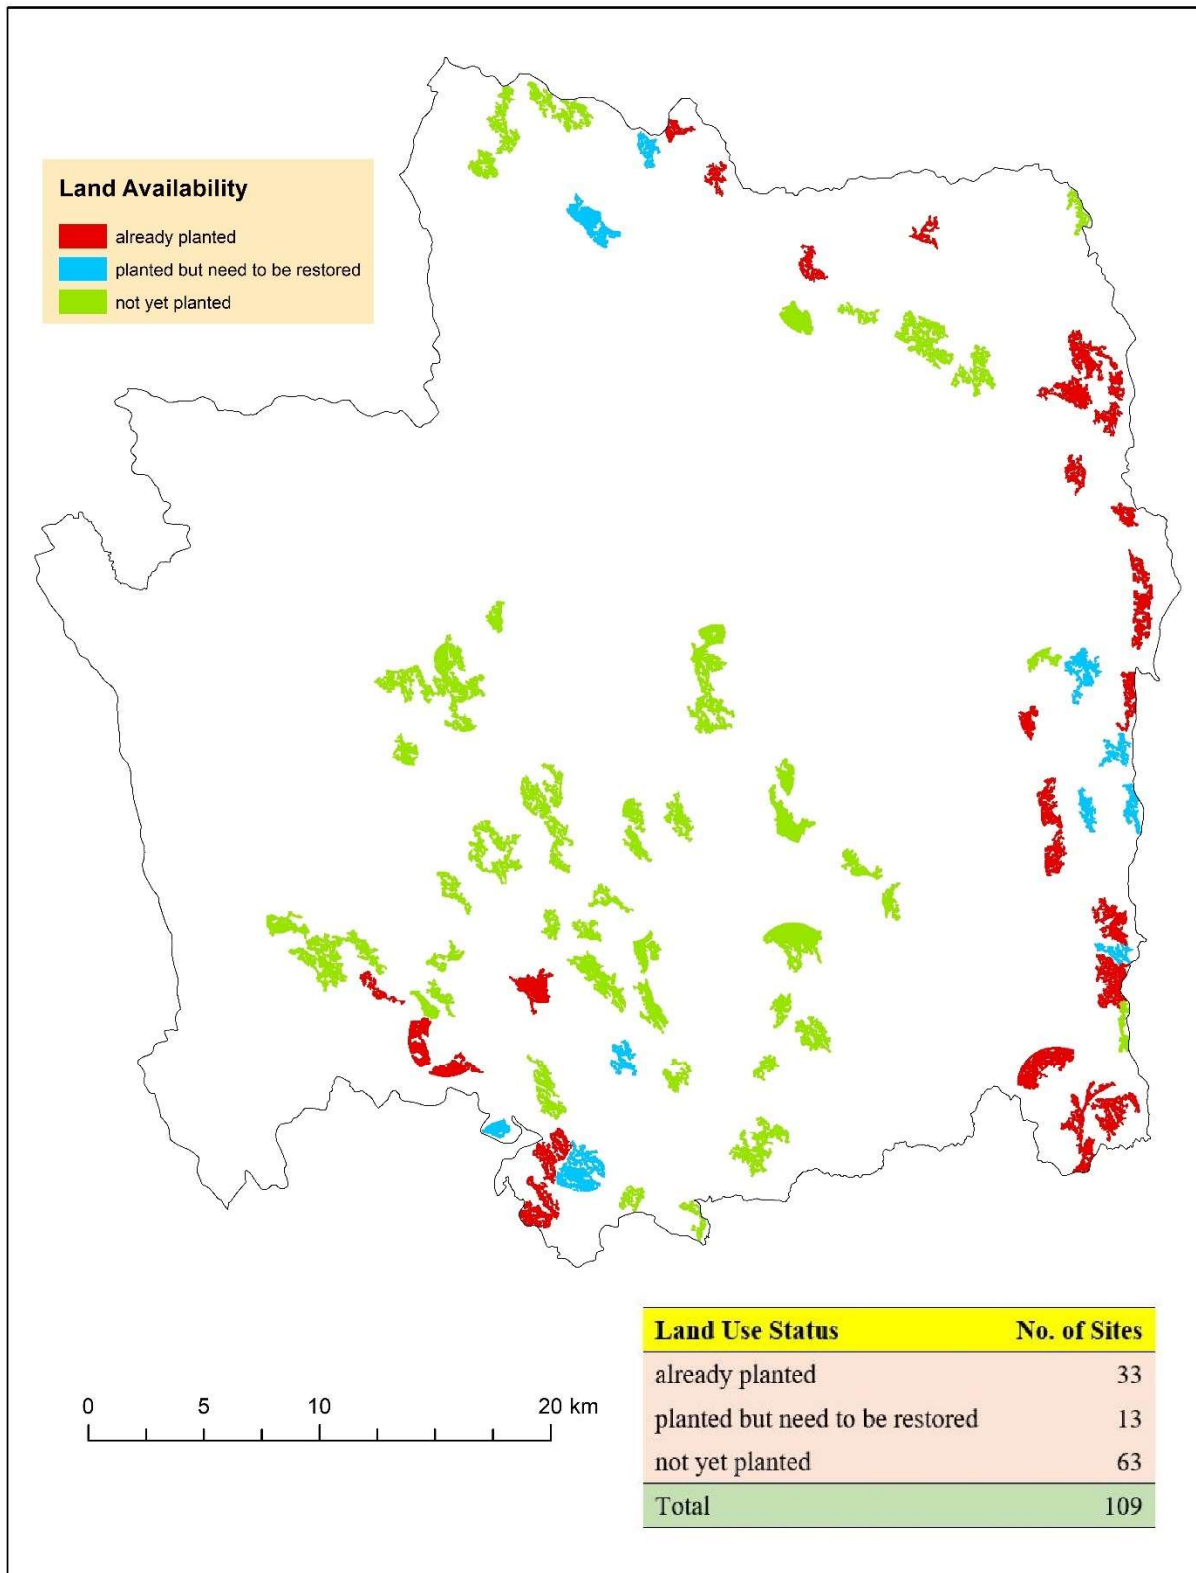 Land Availability
already planted
planted but need to be restored
not yet planted
0 5 10 20 km
Land Use Status No. of Sites
already planted 33
planted but need to be restored 13
not yet planted 63
Total 109